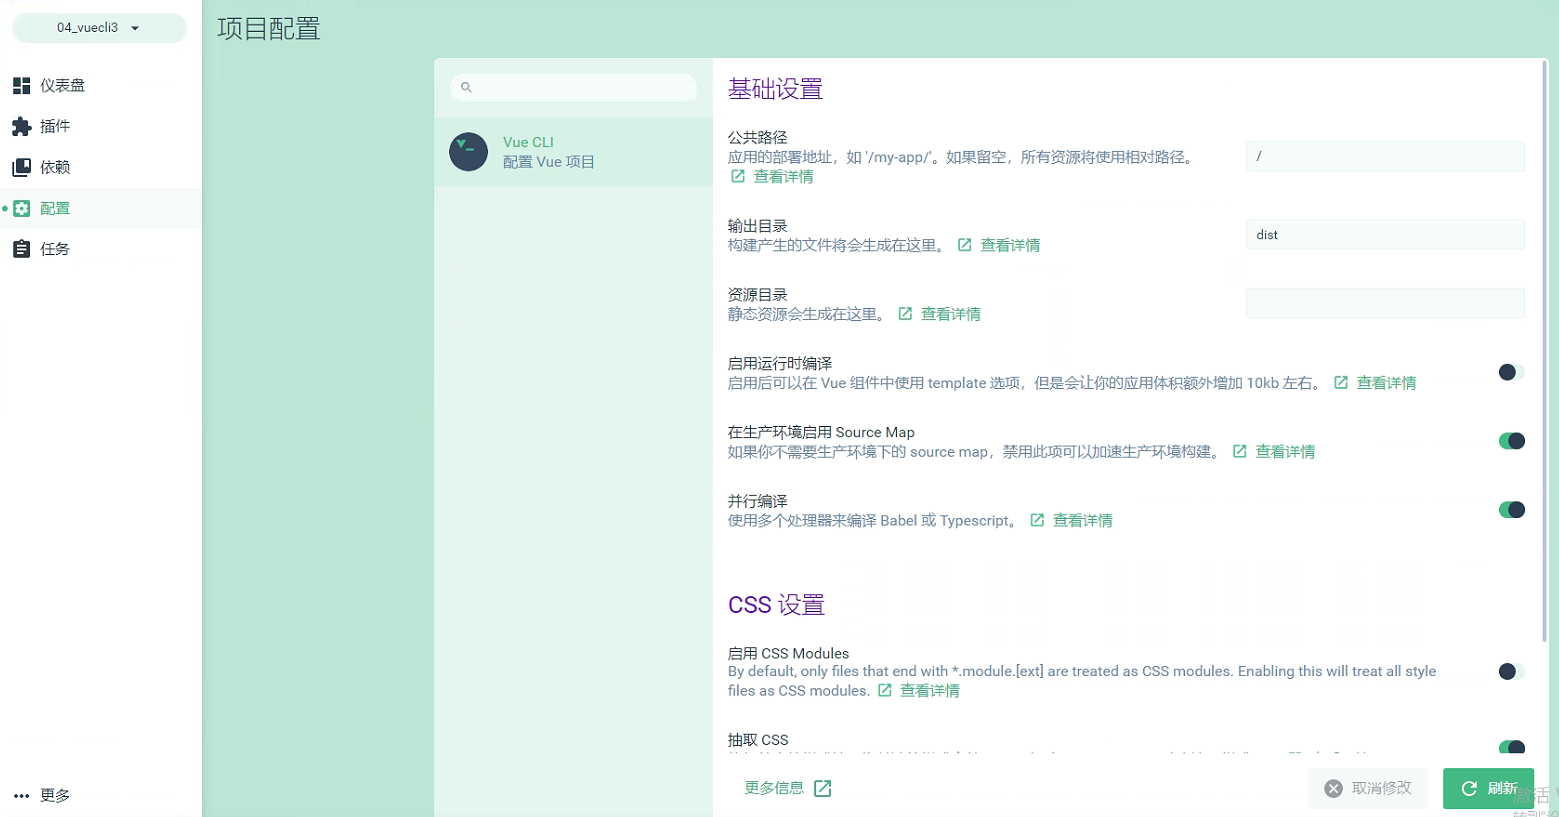 04_vuecli3
项目配置
仪表盘
插件
依赖
配置
任务
更多
Vue CLI
配置 Vue 项目
基础设置
公共路径
应用的部署地址，如 '/my-app/'。如果留空，所有资源将使用相对路径。
查看详情
/
输出目录
构建产生的文件将会生成在这里。 查看详情
dist
资源目录
静态资源会生成在这里。 查看详情
启用运行时编译
启用后可以在 Vue 组件中使用 template 选项，但是会让你的应用体积额外增加 10kb 左右。 查看详情
在生产环境启用 Source Map
如果你不需要生产环境下的 source map，禁用此项可以加速生产环境构建。 查看详情
并行编译
使用多个处理器来编译 Babel 或 Typescript。 查看详情
CSS 设置
启用 CSS Modules
By default, only files that end with *.module.[ext] are treated as CSS modules. Enabling this will treat all style
files as CSS modules. 查看详情
抽取 CSS
更多信息
取消修改
刷新
激活